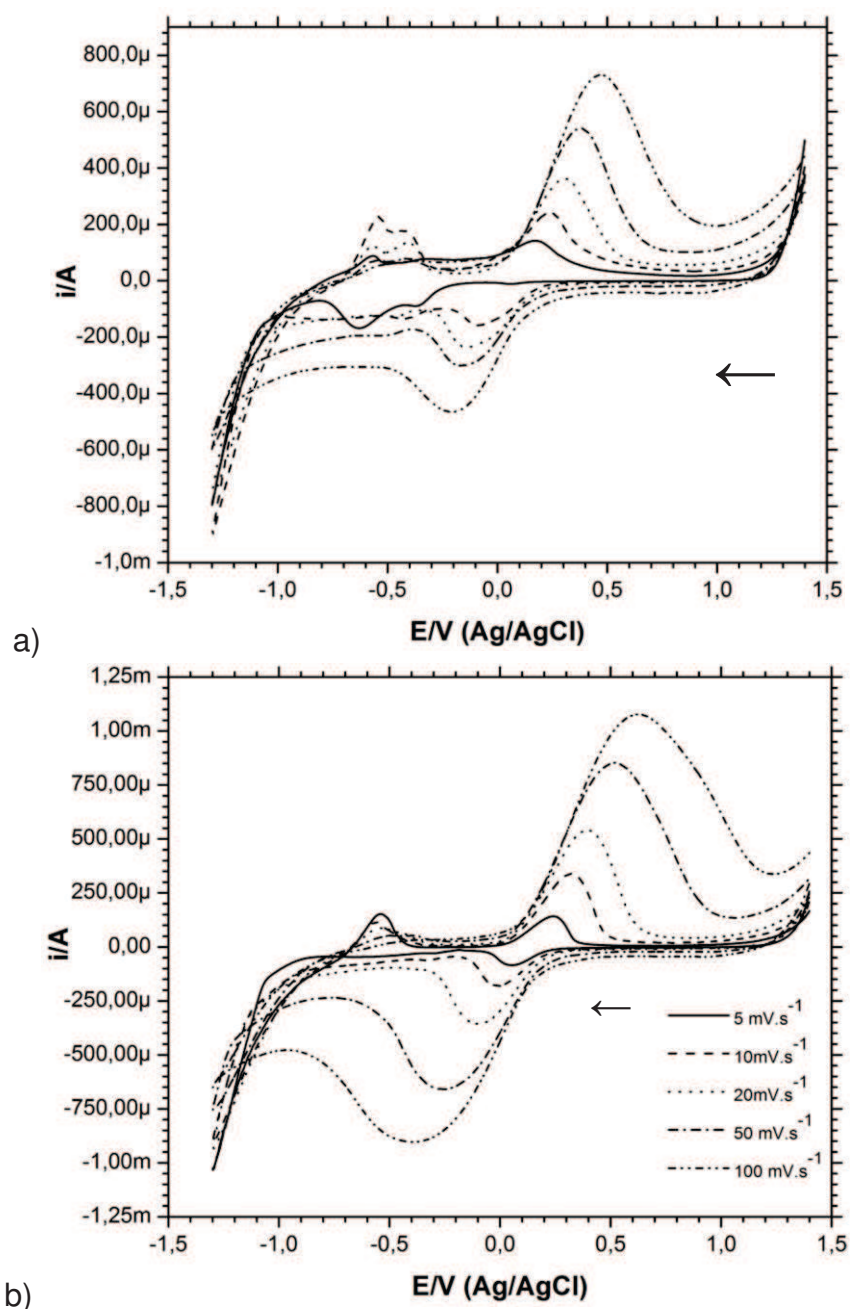 800,0µ
600,0µ
400,0µ
200,0µ
0,0
-200,0µ
-400,0µ
-600,0µ
-800,0µ
-1,0m
i/A
-1,5 -1,0 -0,5 0,0 0,5 1,0 1,5
E/V (Ag/AgCl)
a)
1,25m
1,00m
750,00µ
500,00µ
250,00µ
0,00
-250,00µ
-500,00µ
-750,00µ
-1,00m
-1,25m
i/A
5 mV.s-1
10mV.s-1
20mV.s-1
50 mV.s-1
100 mV.s-1
-1,5 -1,0 -0,5 0,0 0,5 1,0 1,5
E/V (Ag/AgCl)
b)